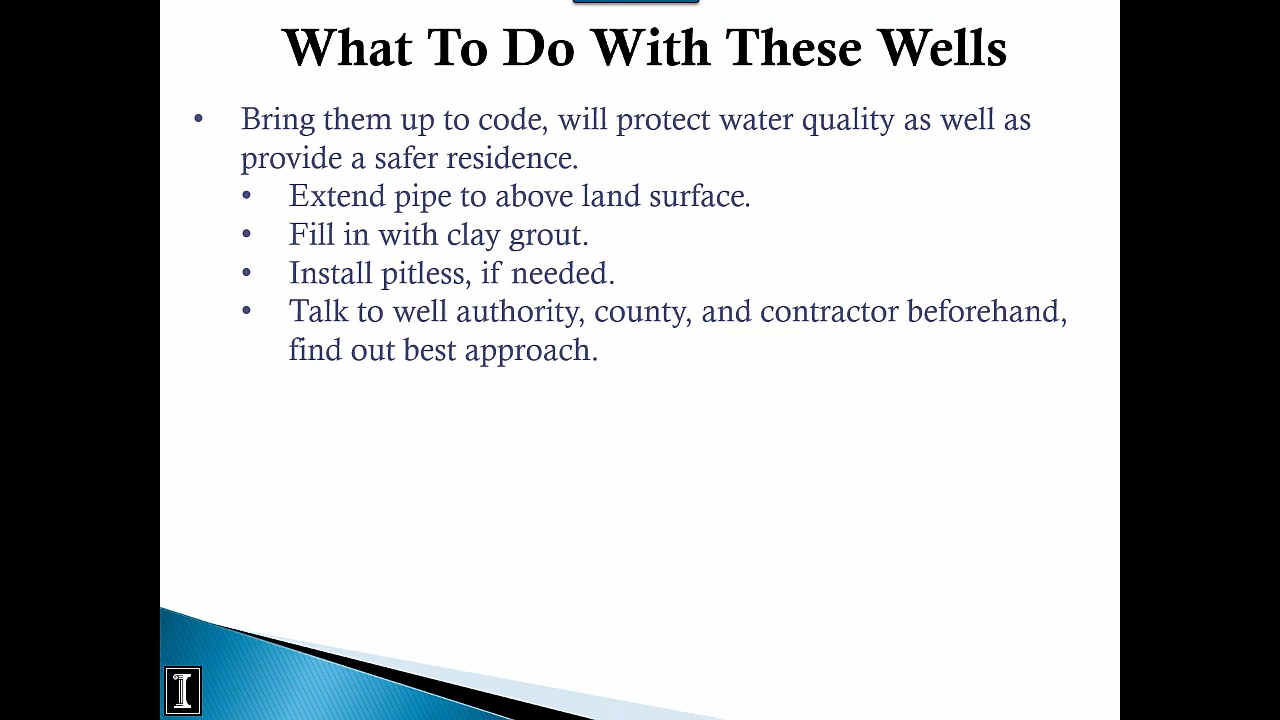 What To Do With These Wells
• Bring them up to code, will protect water quality as well as
provide a safer residence.
• Extend pipe to above land surface.
• Fill in with clay grout.
• Install pitless, if needed.
• Talk to well authority, county, and contractor beforehand,
find out best approach.
I